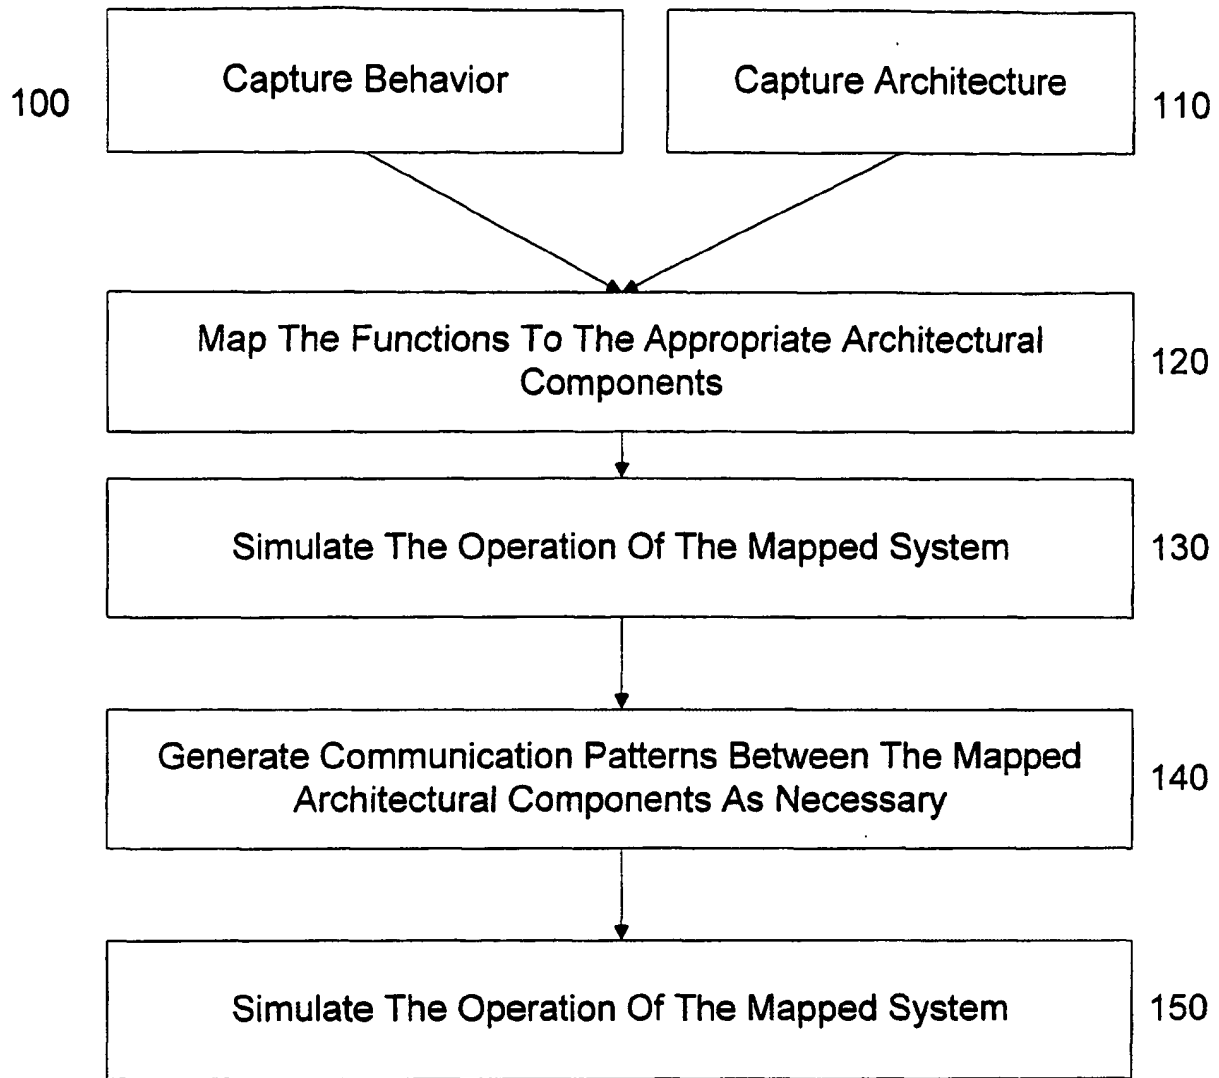 Capture Behavior
100
Capture Architecture
110
Map The Functions To The Appropriate Architectural
Components
120
Simulate The Operation Of The Mapped System
130
Generate Communication Patterns Between The Mapped
Architectural Components As Necessary
140
Simulate The Operation Of The Mapped System
150